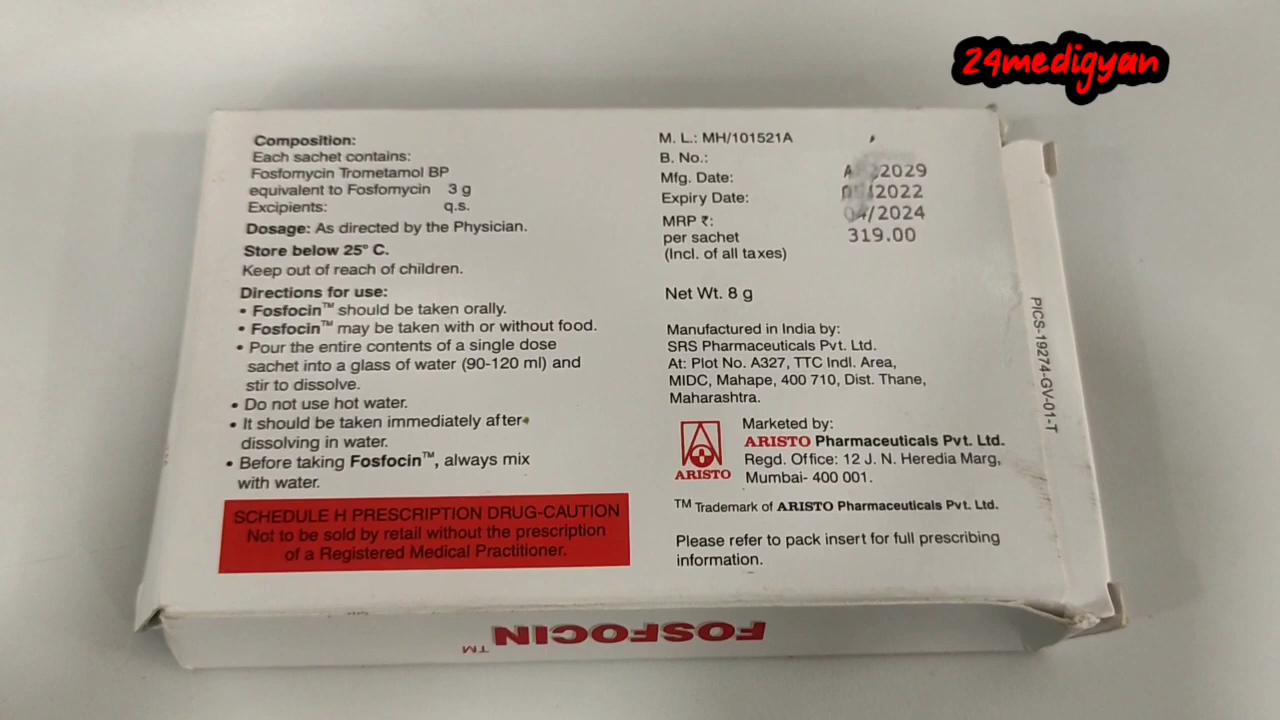 24medigyan
Composition:
Each sachet contains:
Fosfomycin Trometamol BP
equivalent to Fosfomycin 3 g
Excipients: q.s.
Dosage: As directed by the Physician.
Store below 25° C.
Keep out of reach of children.
Directions for use:
• Fosfocin™ should be taken orally.
• Fosfocin™ may be taken with or without food.
• Pour the entire contents of a single dose
sachet into a glass of water (90-120 ml) and
stir to dissolve.
• Do not use hot water.
• It should be taken immediately after
dissolving in water.
• Before taking Fosfocin™, always mix
with water.
SCHEDULE H PRESCRIPTION DRUG-CAUTION
Not to be sold by retail without the prescription
of a Registered Medical Practitioner.
M. L.: MH/101521A
B. No.:
Mfg. Date:
Expiry Date:
MRP ₹:
per sachet
(Incl. of all taxes)
04/2024
319.00
Net Wt. 8 g
Manufactured in India by:
SRS Pharmaceuticals Pvt. Ltd.
At: Plot No. A327, TTC Indl. Area,
MIDC, Mahape, 400 710, Dist. Thane,
Maharashtra.
ARISTO
Marketed by:
ARISTO Pharmaceuticals Pvt. Ltd.
Regd. Office: 12 J. N. Heredia Marg,
Mumbai- 400 001.
™ Trademark of ARISTO Pharmaceuticals Pvt. Ltd.
Please refer to pack insert for full prescribing
information.
PICS-19274-GV-01-T
FOSFOCIN™